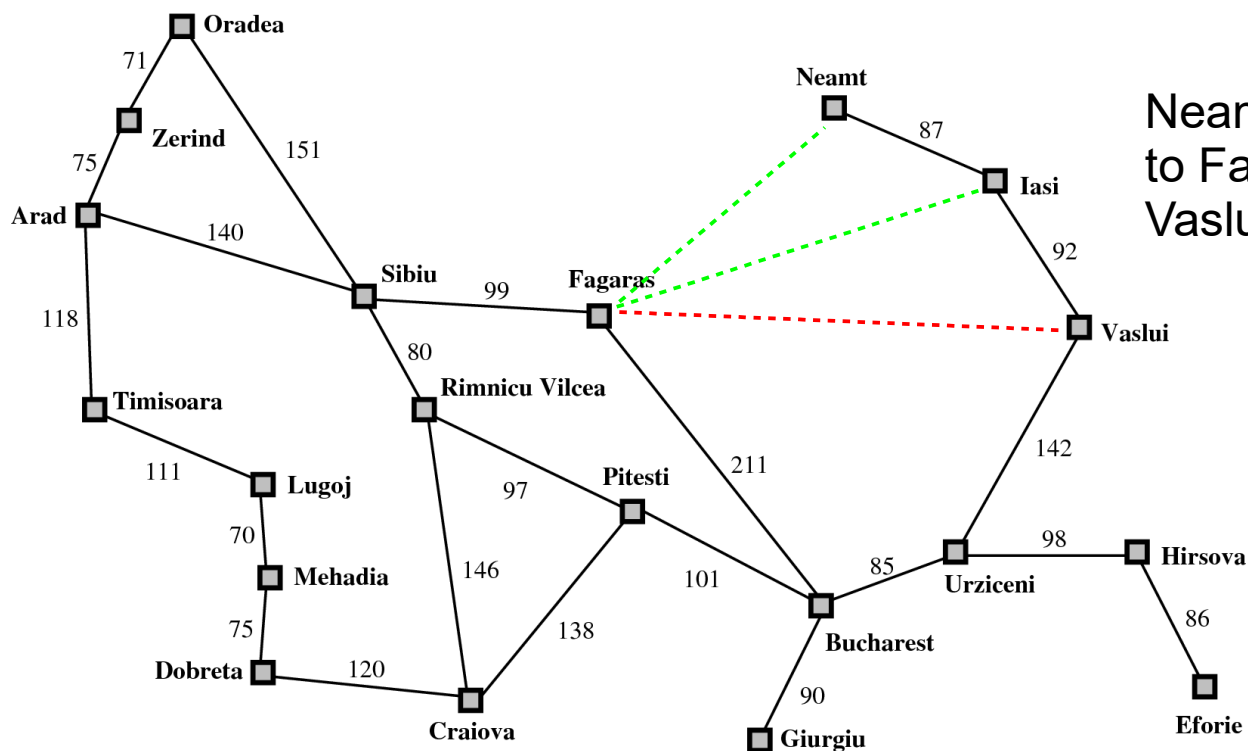 Oradea
71
Neamt
Zerind
87
151
75
Iasi
Arad
140
Sibiu
Fagaras
92
99
118
Vaslui
80
Timisoara
Rimnicu Vilcea
142
211
111
Lugoj
Pitesti
97
70
98
Hirsova
Mehadia
146
101
85
Urziceni
86
75
138
Bucharest
Dobreta
120
90
Craiova
Eforie
Giurgiu
to